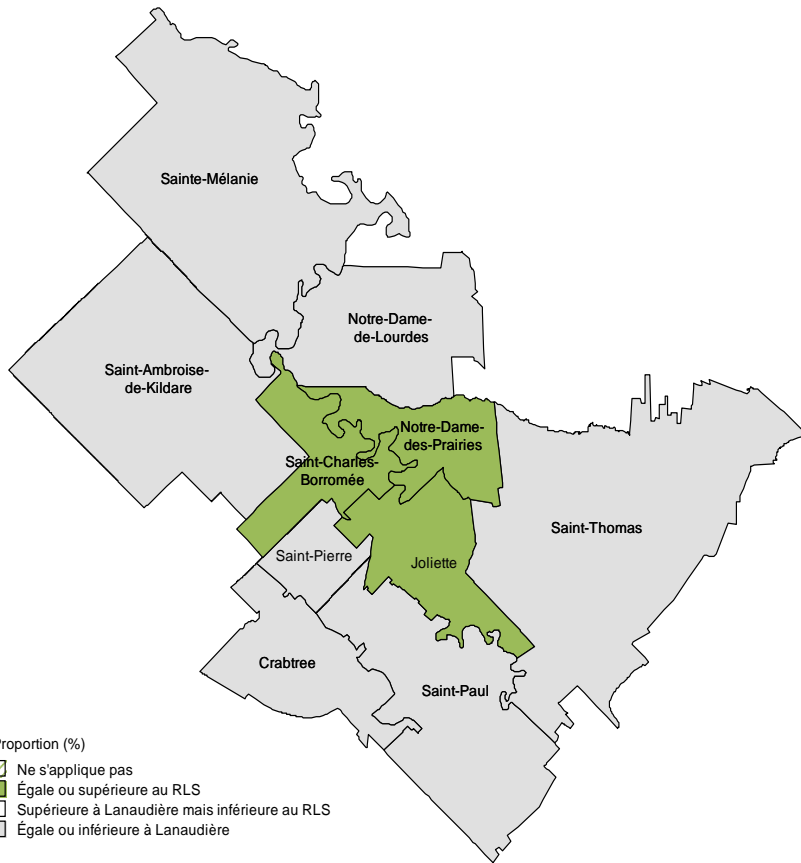 Sainte-Mélanie
Notre-Dame-
de-Lourdes
Saint-Ambroise-
de-Kildare
Notre-Dame-
des-Prairies
Saint-Charles-
Borromée
Saint-Thomas
Saint-Pierre
Joliette
Crabtree
Saint-Paul
roportion (%)
Ne s'applique pas
Égale ou supérieure au RLS
Supérieure à Lanaudière mais inférieure au RLS
Égale ou inférieure à Lanaudière